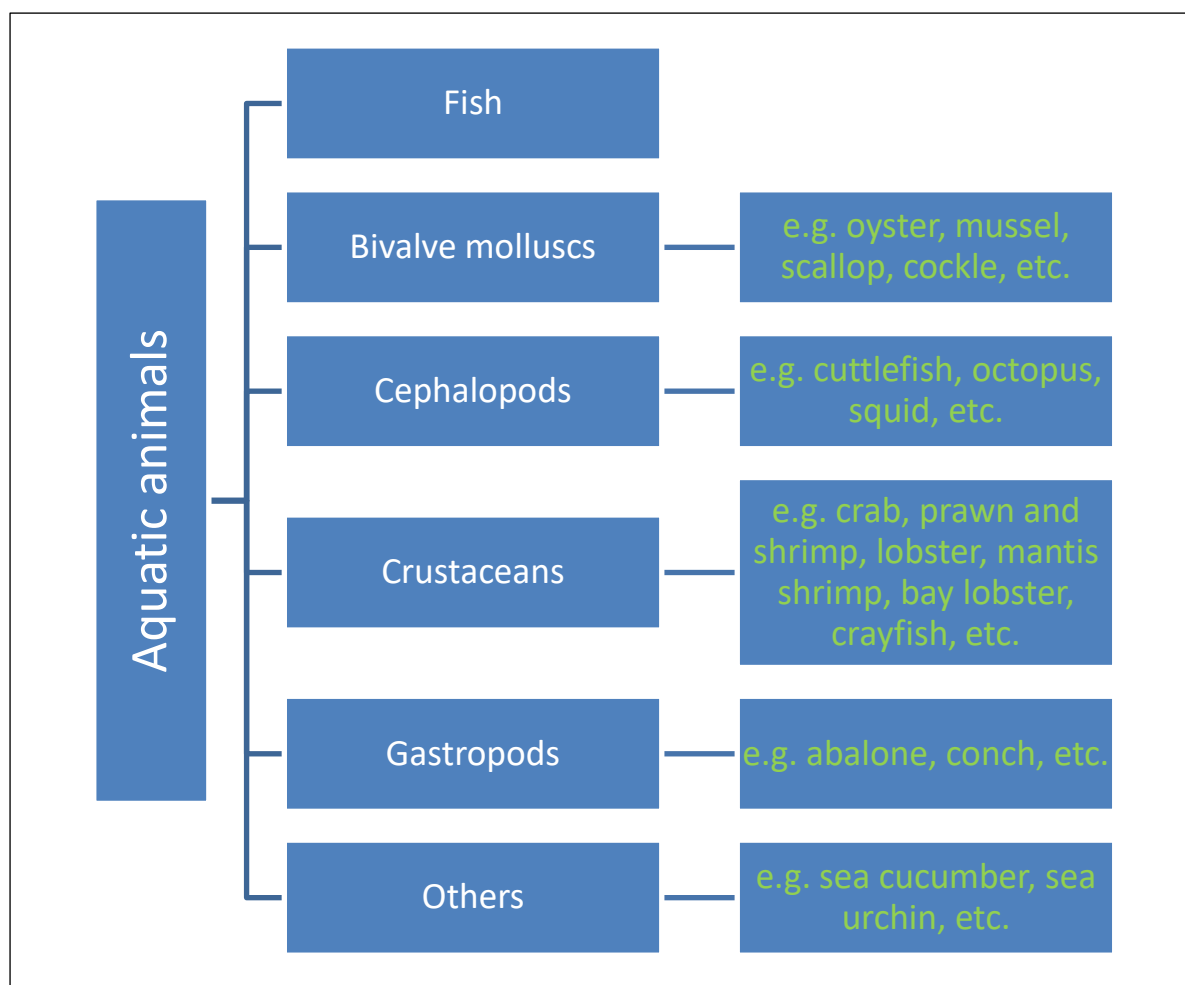 Aquatic animals
Fish
Bivalve molluscs
e.g. oyster, mussel,
scallop, cockle, etc.
Cephalopods
e.g. cuttlefish, octopus,
squid, etc.
Crustaceans
e.g. crab, prawn and
shrimp, lobster, mantis
shrimp, bay lobster,
crayfish, etc.
Gastropods
e.g. abalone, conch, etc.
Others
e.g. sea cucumber, sea
urchin, etc.